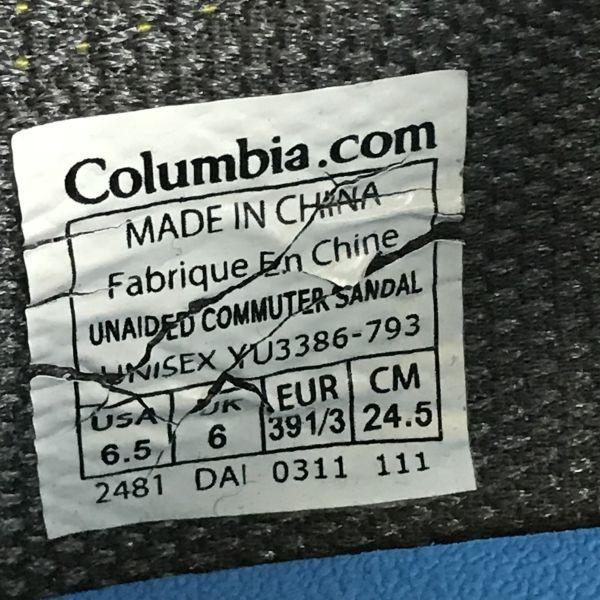 Columbia.com
MADE IN CHINA
Fabrique En Chine
UNAIDED COMMUTER SANDAL
UNISEX YU3386-793
USA UK EUR CM
6.5 6 391/3 24.5
2481 DAI 0311 111